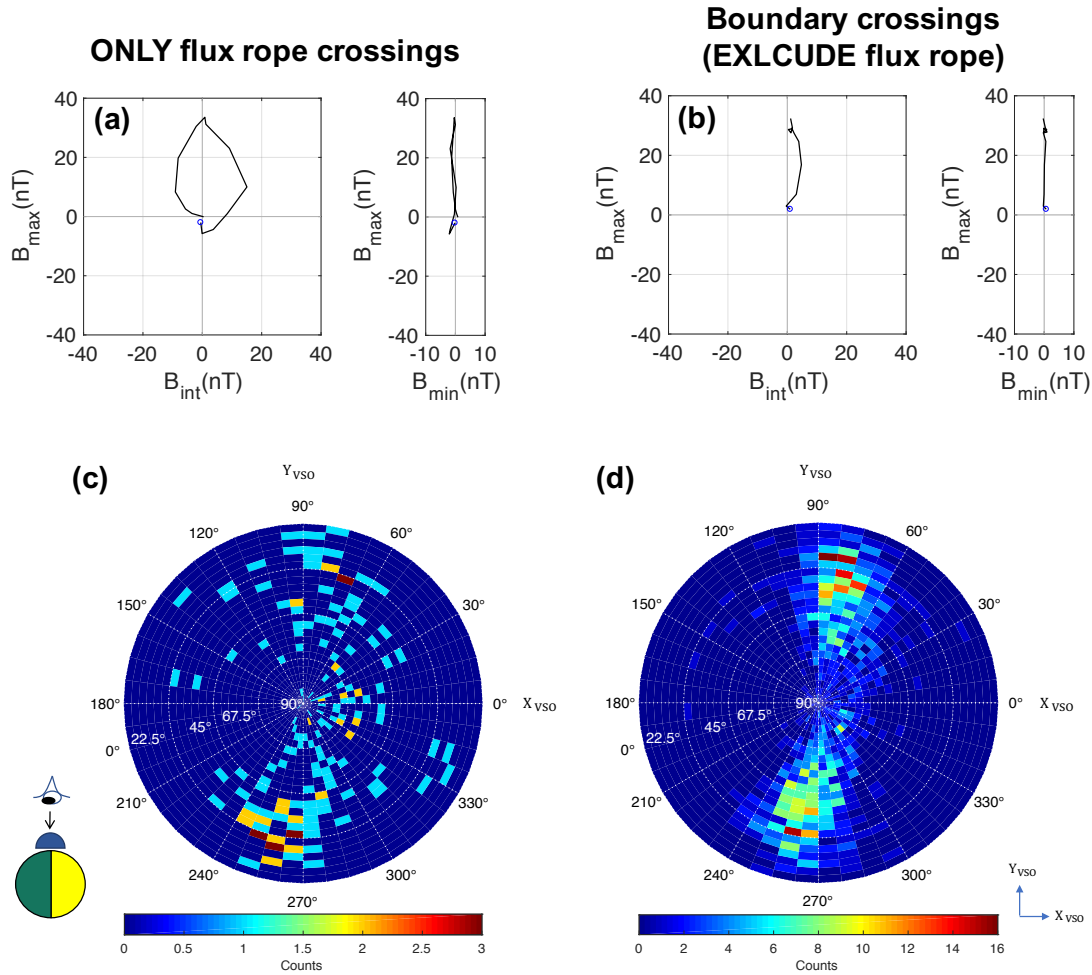 ONLY flux rope crossings
Boundary crossings
(EXLCUDE flux rope)
(a)
40
20
0
-20
-40
B_max(nT)
-40 -20 0 20 40
B_int(nT)
40
20
0
-20
-40
B_max(nT)
-10 0 10
B_min(nT)
(b)
40
20
0
-20
-40
B_max(nT)
-40 -20 0 20 40
B_int(nT)
40
20
0
-20
-40
B_max(nT)
-10 0 10
B_min(nT)
(c)
Y_VSO
90°
120° 60°
150° 30°
180° 90° 0° X_VSO
67.5°
45°
22.5°
0°
210° 330°
240° 300°
270°
0 0.5 1 1.5 2 2.5 3
Counts
(d)
Y_VSO
90°
120° 60°
150° 30°
180° 90° 0° X_VSO
67.5°
45°
22.5°
0°
210° 330°
240° 300°
270°
Y_VSO
X_VSO
0 2 4 6 8 10 12 14 16
Counts